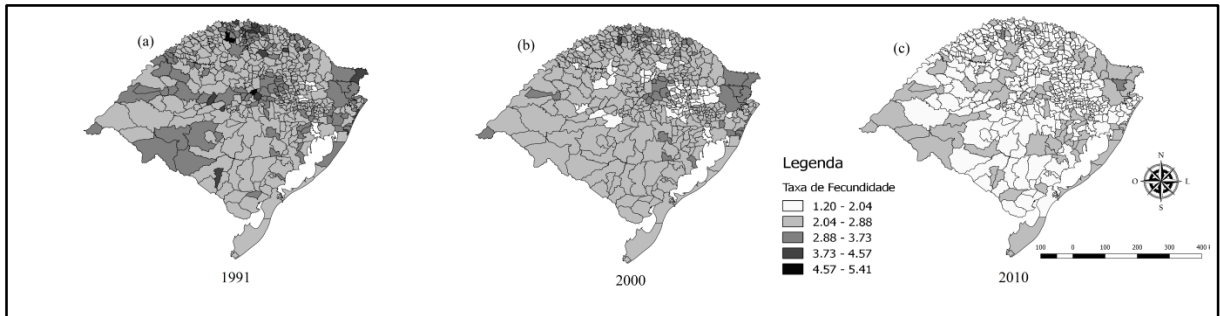 (a)
(b)
(c)
Legenda
Taxa de Fecundidade
1.20 - 2.04
2.04 - 2.88
2.88 - 3.73
3.73 - 4.57
4.57 - 5.41
N
O
L
S
100 0 100 200 300 400
1991
2000
2010